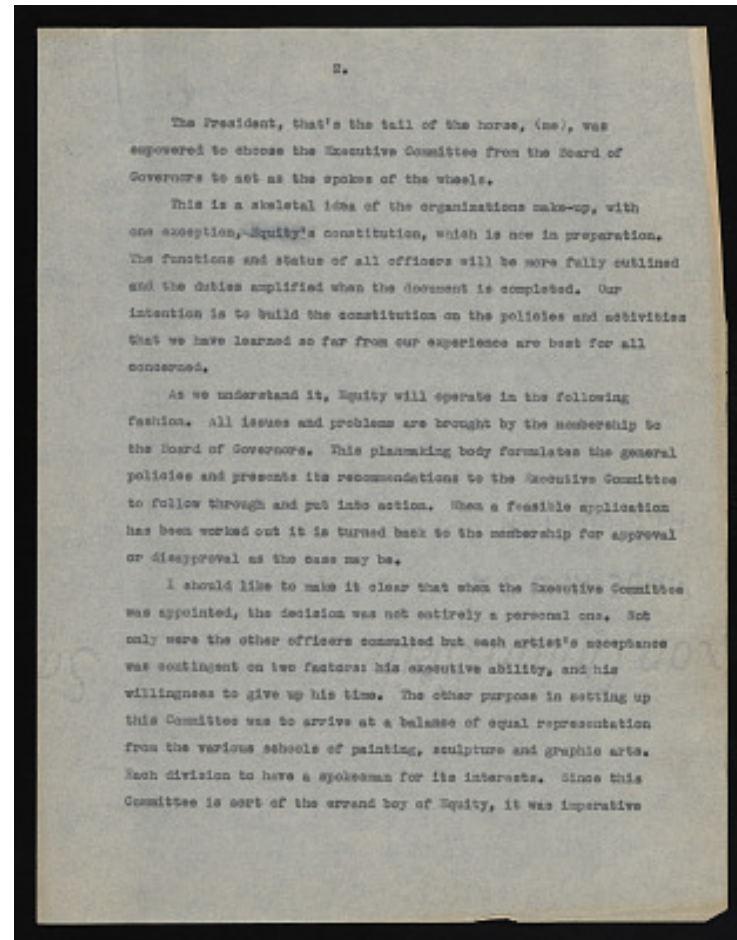 2.
The President, that's the tail of the horse, (me), was
empowered to choose the Executive Committee from the Board of
Governors to act as the spokes of the wheels.
This is a skeletal idea of the organizations make-up, with
one exception, Equity's constitution, which is now in preparation.
The functions and status of all officers will be more fully outlined
and the duties amplified when the document is completed. Our
intention is to build the constitution on the policies and activities
that we have learned so far from our experience are best for all
concerned.
As we understand it, Equity will operate in the following
fashion. All issues and problems are brought by the membership to
the Board of Governors. This planmaking body formulates the general
policies and presents its recommendations to the Executive Committee
to follow through and put into action. When a feasible application
has been worked out it is turned back to the membership for approval
or disapproval as the case may be.
I should like to make it clear that when the Executive Committee
was appointed, the decision was not entirely a personal one. Not
only were the other officers consulted but each artist's acceptance
was contingent on two factors: his executive ability, and his
willingness to give up his time. The other purpose in setting up
this Committee was to arrive at a balance of equal representation
from the various schools of painting, sculpture and graphic arts.
Each division to have a spokesman for its interests. Since this
Committee is sort of the errand boy of Equity, it was imperative